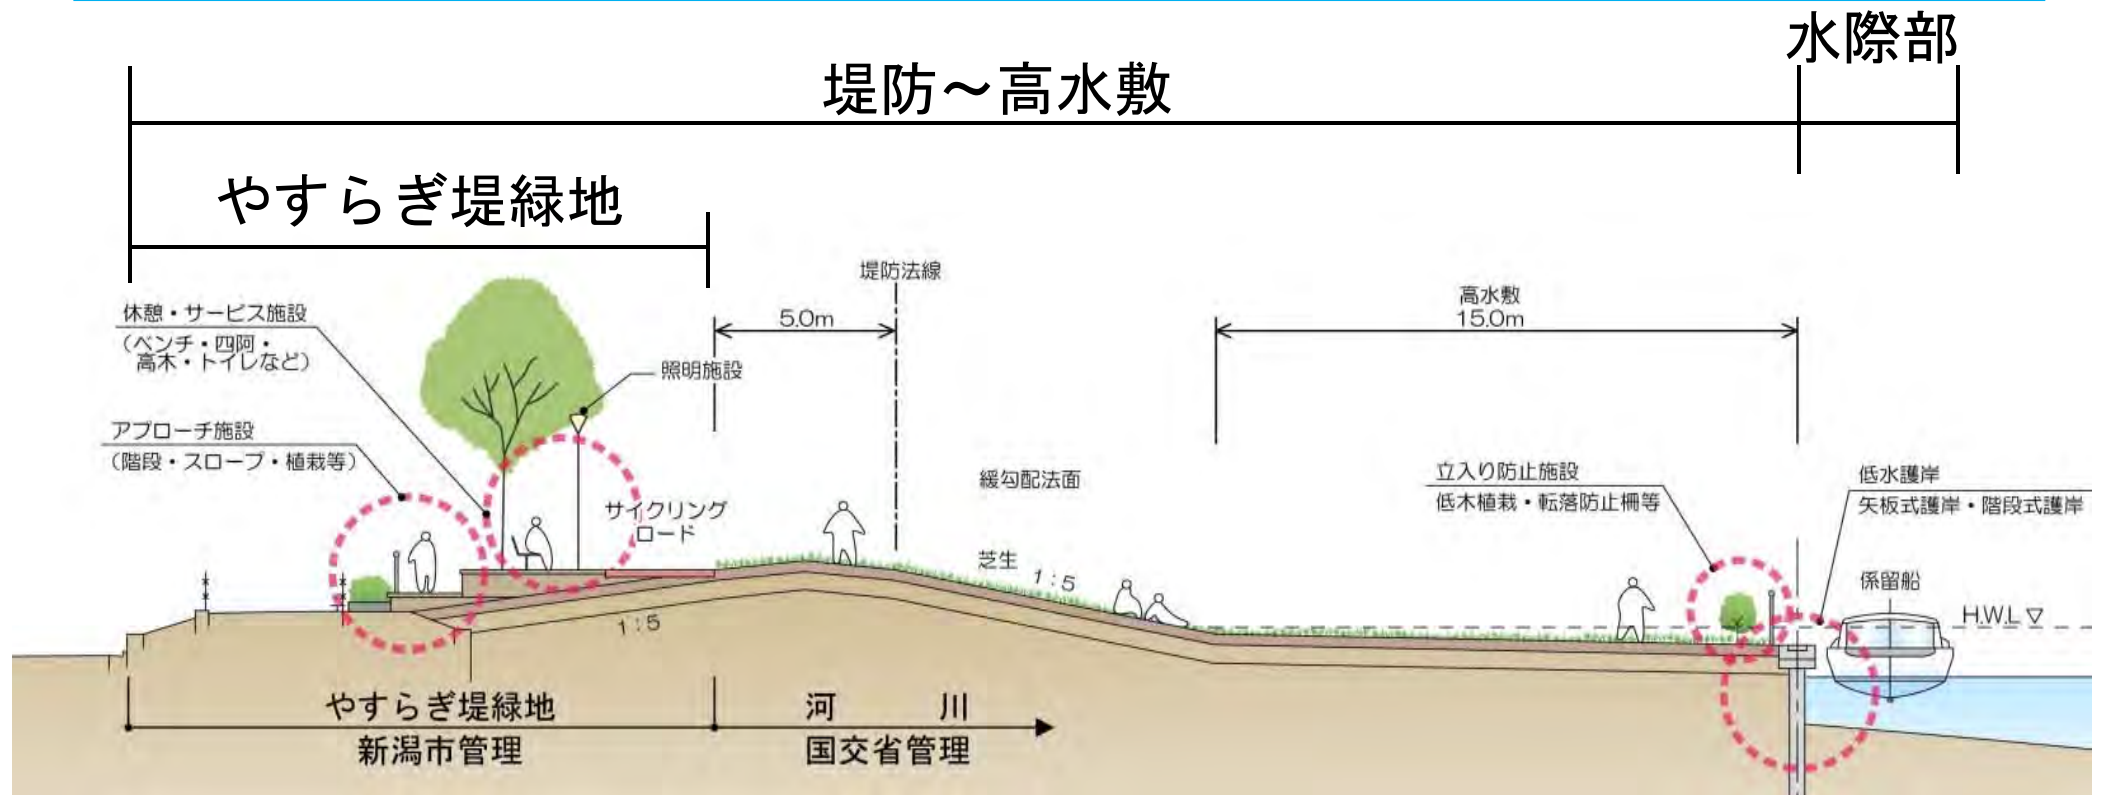 水際部
堤防～高水敷
やすらぎ堤緑地
堤防法線
高水敷
15.0m
5.0m
休憩・サービス施設
（ベンチ・四阿・
高木・トイレなど）
照明施設
アプローチ施設
（階段・スロープ・植栽等）
サイクリング
ロード
緩勾配法面
芝生
1：5
立入り防止施設
低木植栽・転落防止柵等
低水護岸
矢板式護岸・階段式護岸
係留船
H.W.L ▽
1：5
やすらぎ堤緑地
新潟市管理
河 川
国交省管理